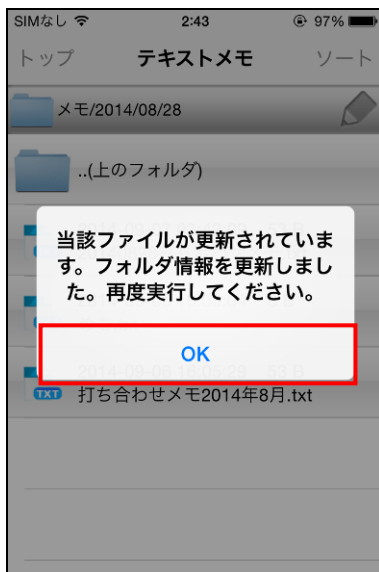 SIMなし 2:43 97%
トップ テキストメモ ソート
メモ/2014/08/28
..(上のフォルダ)
当該ファイルが更新されていま
す。フォルダ情報を更新しまし
た。再度実行してください。
OK
TXT 打ち合わせメモ2014年8月.txt